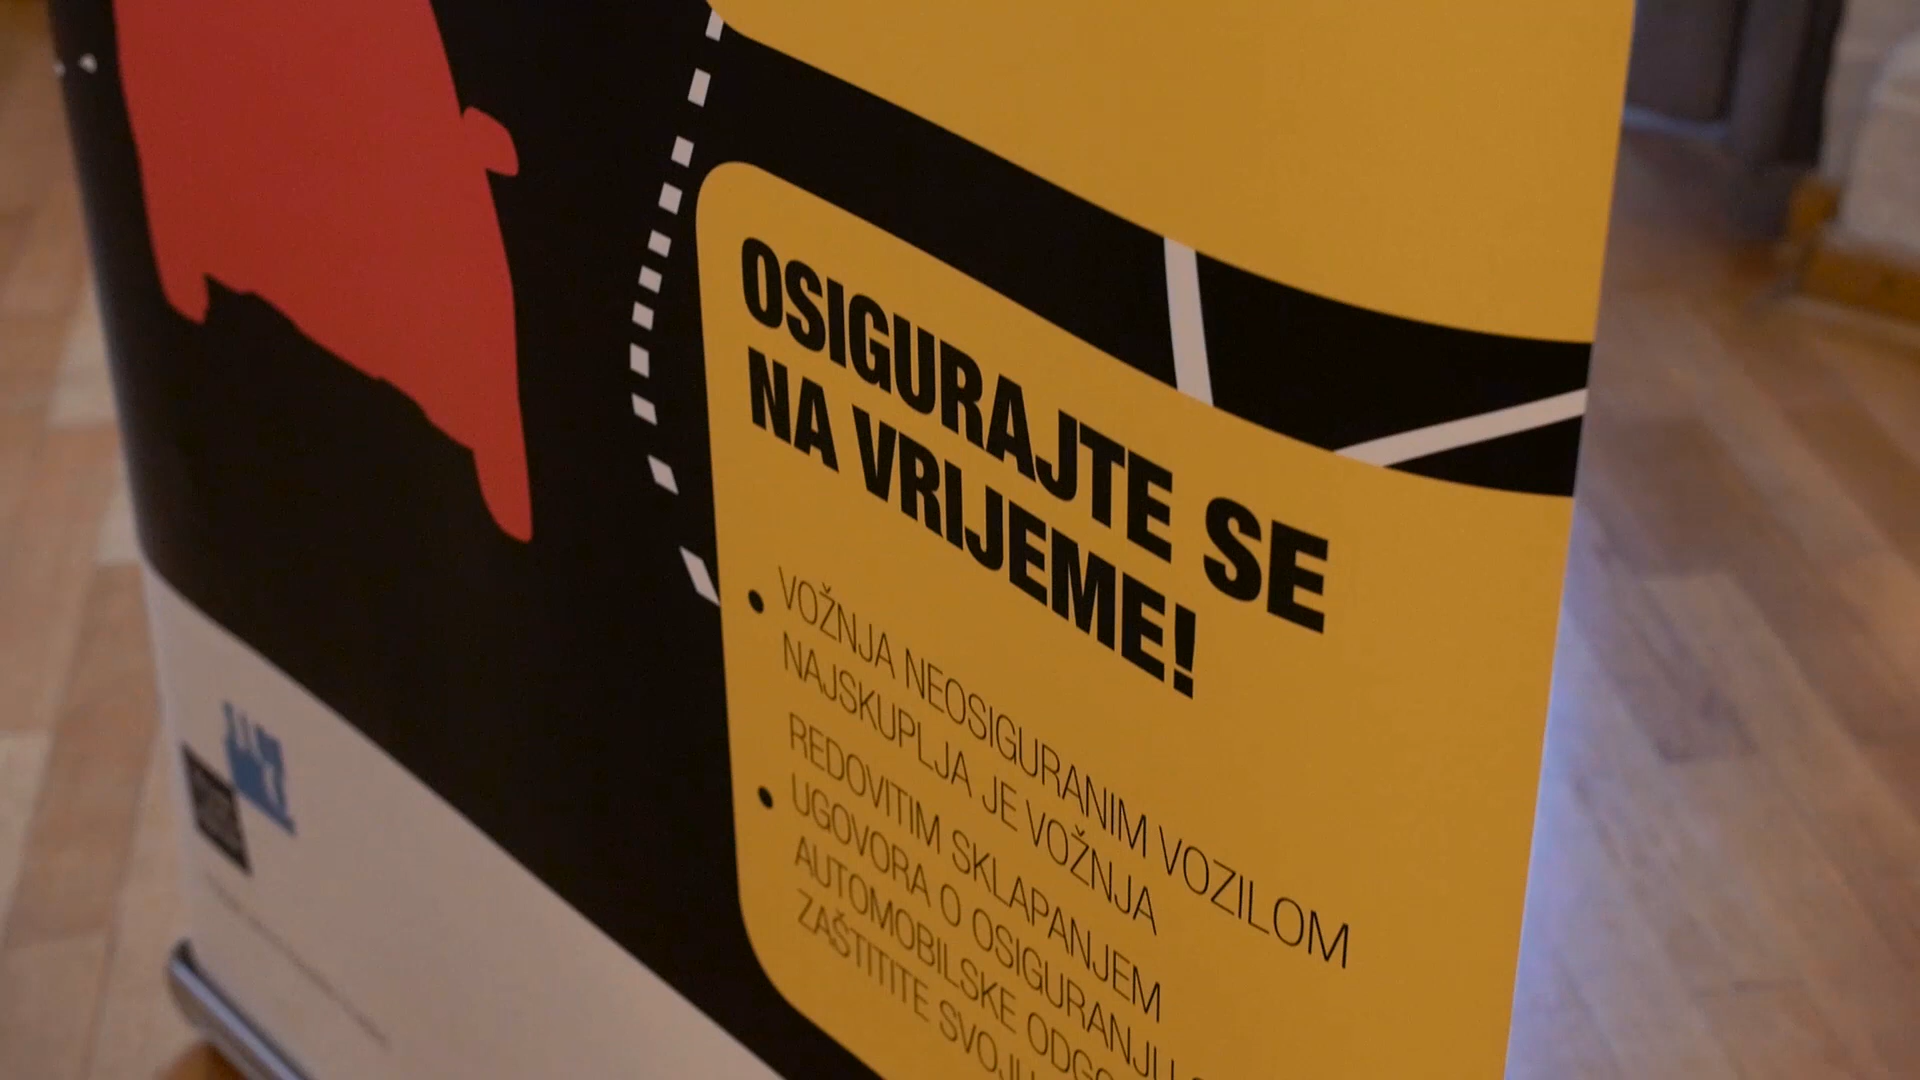 OSIGURAJTE SE
NA VRIJEME!
• VOŽNJA NEOSIGURANIM VOZILOM
NAJSKUPLJA JE VOŽNJA
• REDOVITIM SKLAPANJEM
UGOVORA O OSIGURANJU
AUTOMOBILSKE
ZAŠTITITE